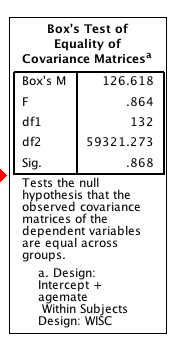 Box's Test of
Equality of
Covariance Matricesᵃ
Box's M 126.618
F .864
df1 132
df2 59321.273
Sig. .868
Tests the null
hypothesis that the
observed covariance
matrices of the
dependent variables
are equal across
groups.
a. Design:
Intercept +
agemate
Within Subjects
Design: WISC